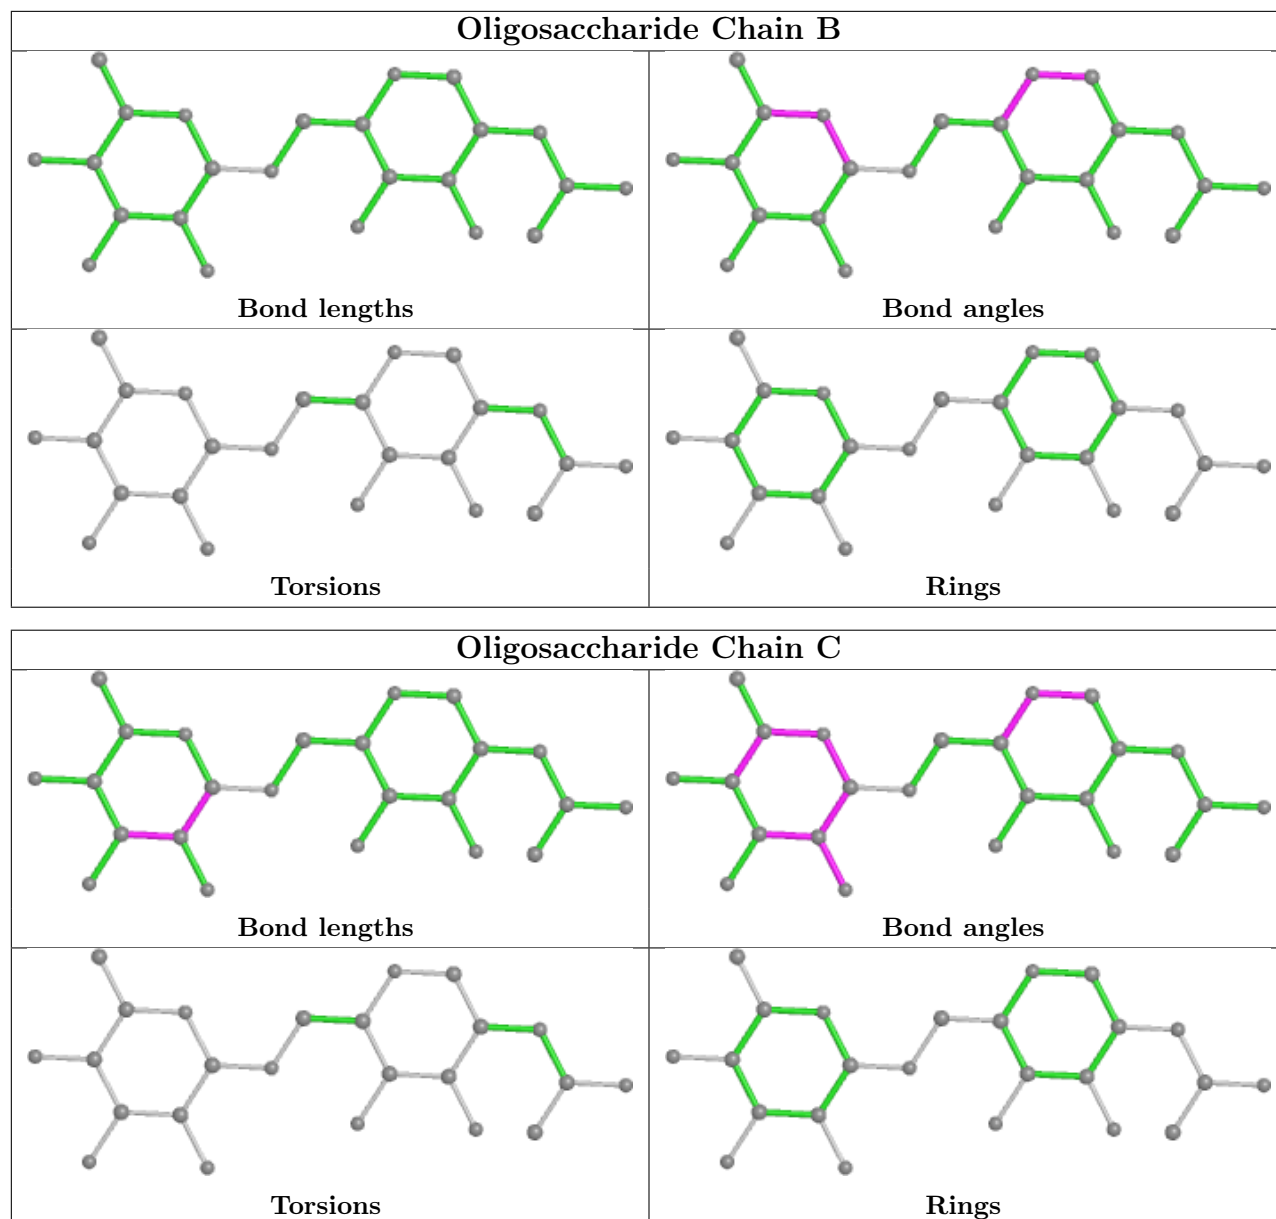 Oligosaccharide Chain B
Bond lengths
Bond angles
Torsions
Rings
Oligosaccharide Chain C
Bond lengths
Bond angles
Torsions
Rings